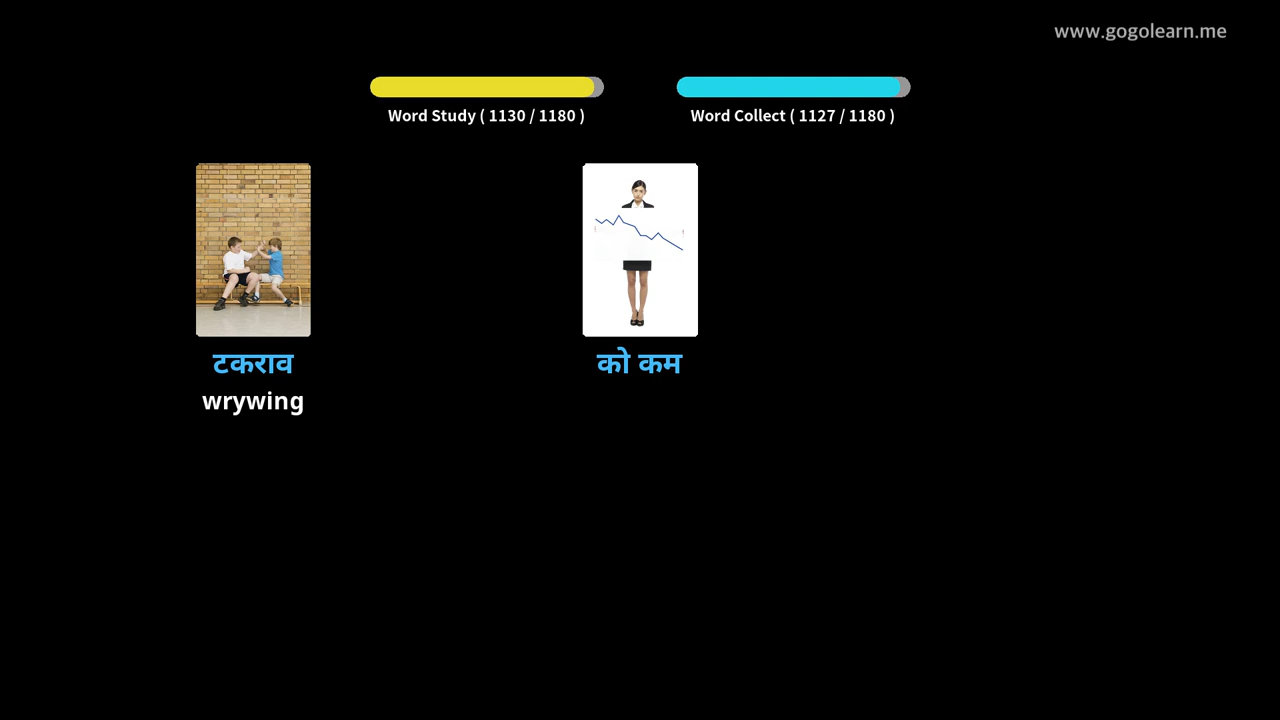 www.gogolearn.me
Word Study ( 1130 / 1180 )
Word Collect ( 1127 / 1180 )
टकराव
wrywing
को कम